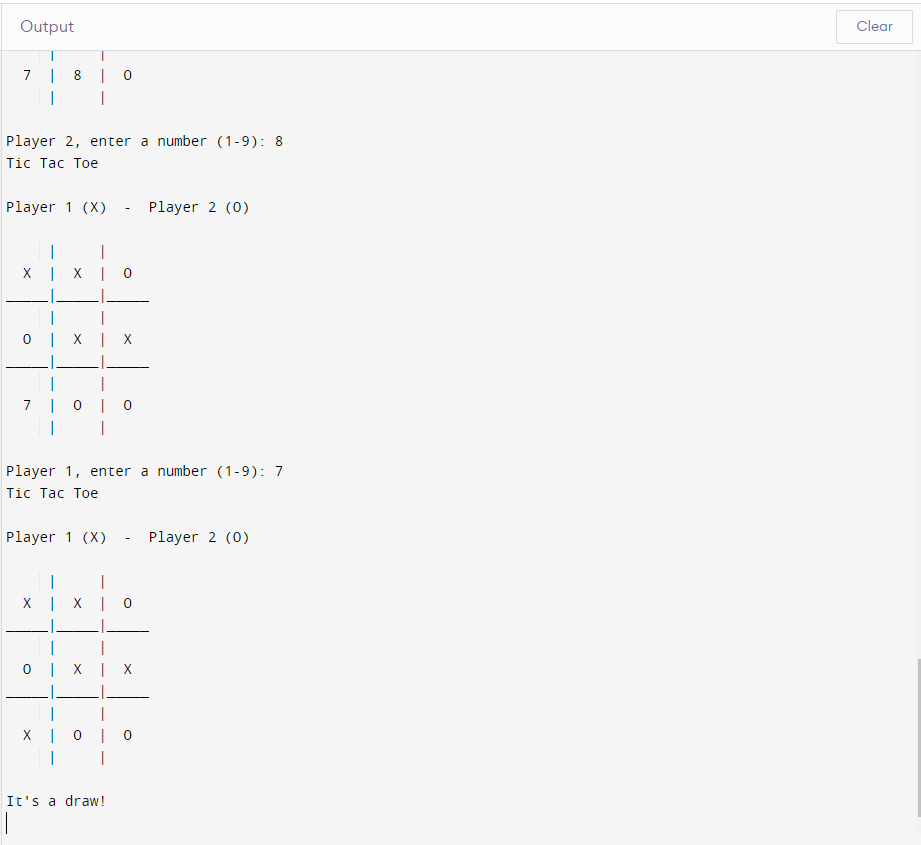 Output
Clear
     |     |
  7  |  8  |  O
     |     |

Player 2, enter a number (1-9): 8
Tic Tac Toe

Player 1 (X)  -  Player 2 (O)

     |     |
  X  |  X  |  O
_____|_____|_____
     |     |
  O  |  X  |  X
_____|_____|_____
     |     |
  7  |  O  |  O
     |     |

Player 1, enter a number (1-9): 7
Tic Tac Toe

Player 1 (X)  -  Player 2 (O)

     |     |
  X  |  X  |  O
_____|_____|_____
     |     |
  O  |  X  |  X
_____|_____|_____
     |     |
  X  |  O  |  O
     |     |

It's a draw!